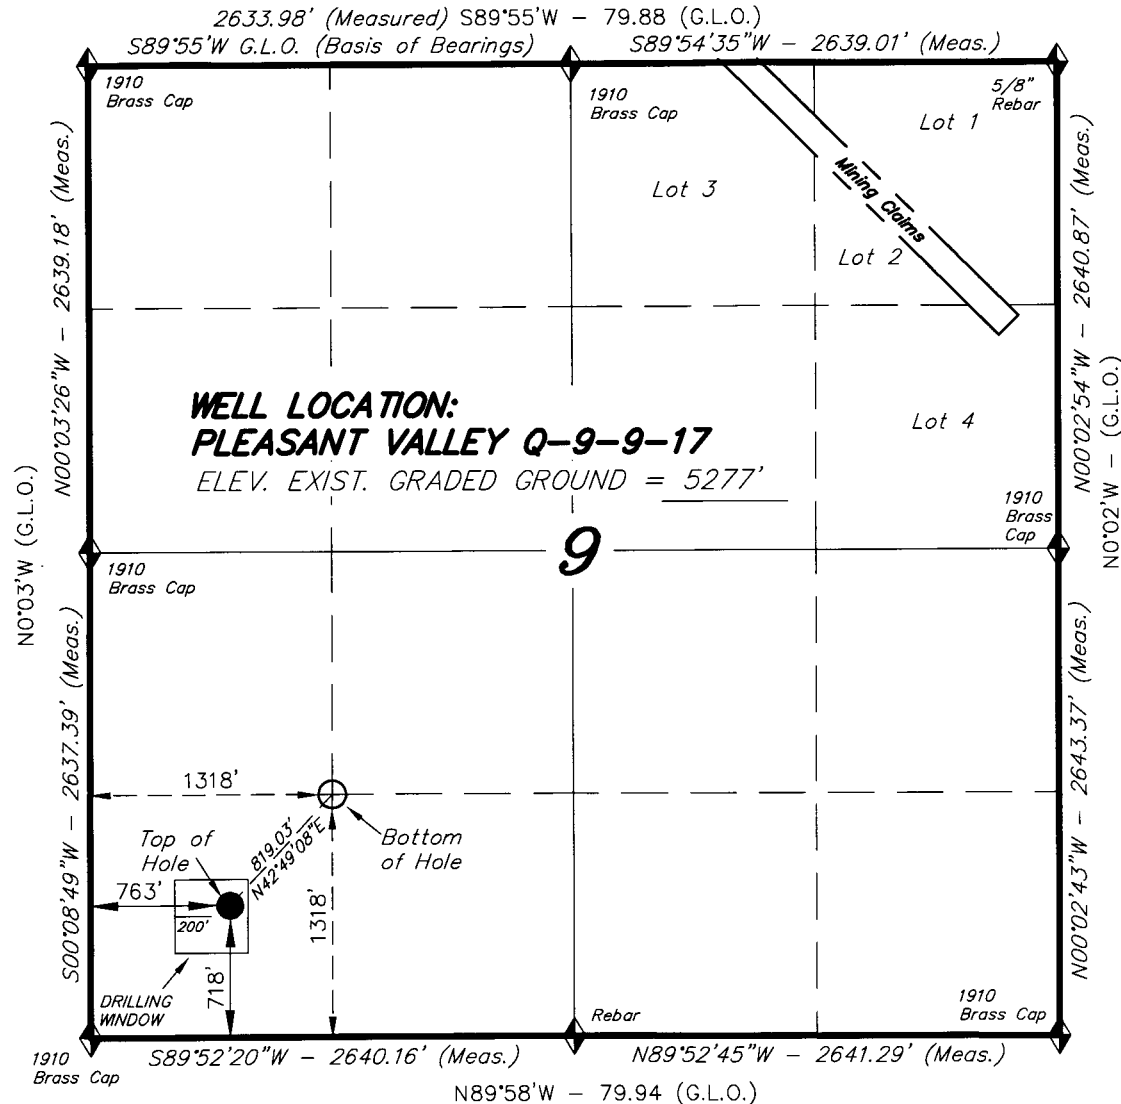 2633.98' (Measured) S89°55'W – 79.88 (G.L.O.)
S89°55'W G.L.O. (Basis of Bearings)
S89°54'35"W – 2639.01' (Meas.)
1910
Brass Cap
1910
Brass Cap
5/8"
Rebar
Lot 1
Lot 3
Mining Claims
Lot 2
N00°03'26"W – 2639.18' (Meas.)
N00°02'54"W – 2640.87' (Meas.)
WELL LOCATION:
PLEASANT VALLEY Q-9-9-17
ELEV. EXIST. GRADED GROUND = 5277'
Lot 4
N0°03'W (G.L.O.)
N0°02'W – (G.L.O.)
1910
Brass
Cap
9
1910
Brass Cap
S00°08'49"W – 2637.39' (Meas.)
N00°02'43"W – 2643.37' (Meas.)
1318'
Top of
Hole
819.03'
N42°49'08"E
Bottom
of Hole
763'
200'
1318'
718'
DRILLING
WINDOW
Rebar
1910
Brass Cap
1910
Brass Cap
S89°52'20"W – 2640.16' (Meas.)
N89°52'45"W – 2641.29' (Meas.)
N89°58'W – 79.94 (G.L.O.)